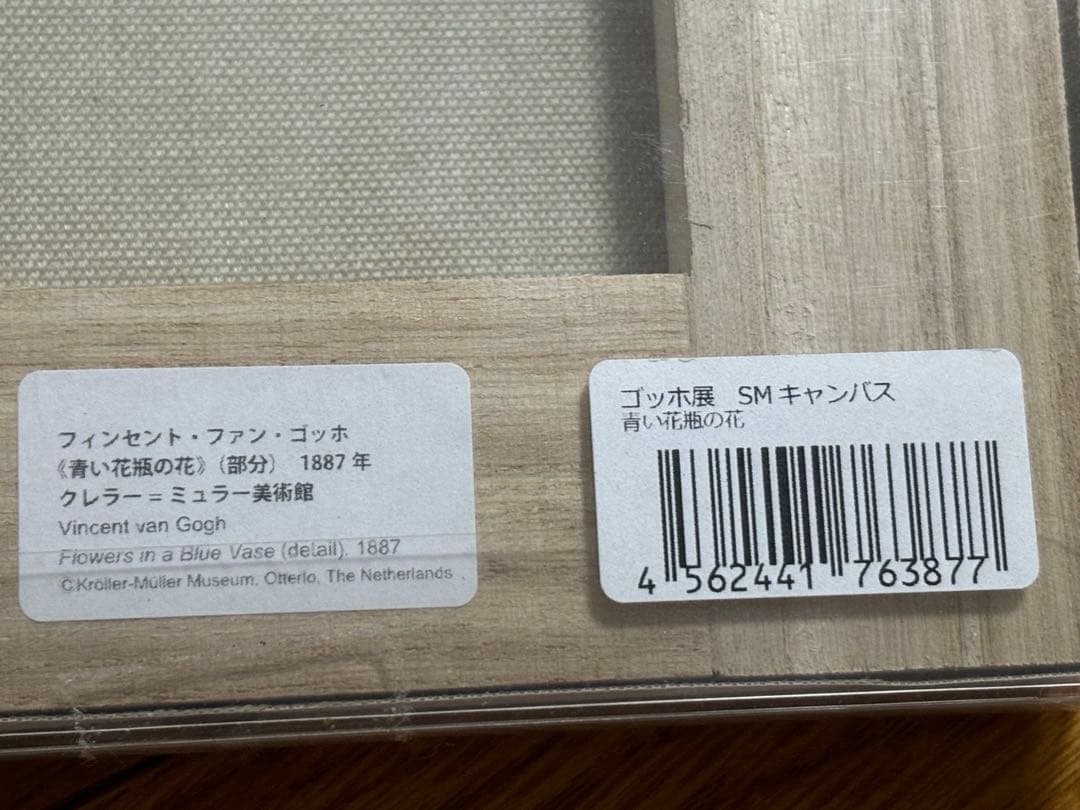 フィンセント・ファン・ゴッホ
《青い花瓶の花》（部分） 1887 年
クレラー＝ミュラー美術館
Vincent van Gogh
Flowers in a Blue Vase (detail), 1887
©Kröller-Müller Museum, Otterlo, The Netherlands
ゴッホ展 SMキャンバス
青い花瓶の花
4 562441 763877